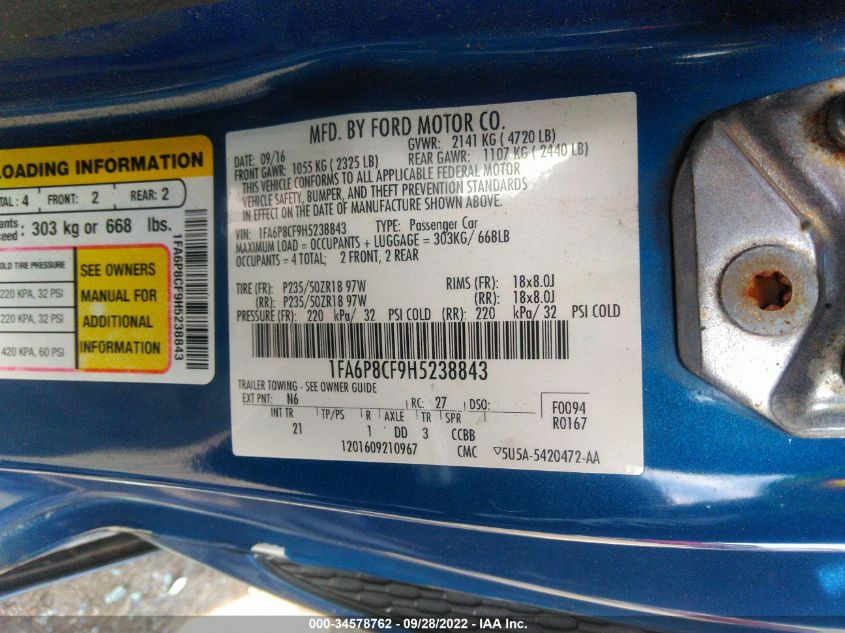 LOADING INFORMATION
TAL : 4 FRONT: 2 REAR: 2
303 kg or 668 lbs.
OLD TIRE PRESSURE
220 KPA, 32 PSI
220 KPA, 32 PSI
420 KPA, 60 PSI
SEE OWNERS
MANUAL FOR
ADDITIONAL
INFORMATION
1FA6P8CF9H5238843
MFD. BY FORD MOTOR CO.
DATE: 09/16 GVWR: 2141 KG ( 4720 LB)
FRONT GAWR: 1055 KG ( 2325 LB) REAR GAWR: 1107 KG ( 2440 LB)
THIS VEHICLE CONFORMS TO ALL APPLICABLE FEDERAL MOTOR
VEHICLE SAFETY, BUMPER, AND THEFT PREVENTION STANDARDS
IN EFFECT ON THE DATE OF MANUFACTURE SHOWN ABOVE.
VIN: 1FA6P8CF9H5238843 TYPE: Passenger Car
MAXIMUM LOAD = OCCUPANTS + LUGGAGE = 303KG/ 668LB
OCCUPANTS = 4 TOTAL; 2 FRONT, 2 REAR
TIRE (FR): P235/50ZR18 97W RIMS (FR): 18x8.0J
(RR): P235/50ZR18 97W (RR): 18x8.0J
PRESSURE (FR): 220 kPa/ 32 PSI COLD (RR): 220 kPa/ 32 PSI COLD
1FA6P8CF9H5238843
TRAILER TOWING - SEE OWNER GUIDE
EXT PNT: N6 RC: 27 DSO:
INT TR TP/PS R AXLE TR SPR
21 1 DD 3 CCBB
F0094
R0167
1201609210967 CMC ▽5U5A-5420472-AA
000-34578762 - 09/28/2022 - IAA Inc.